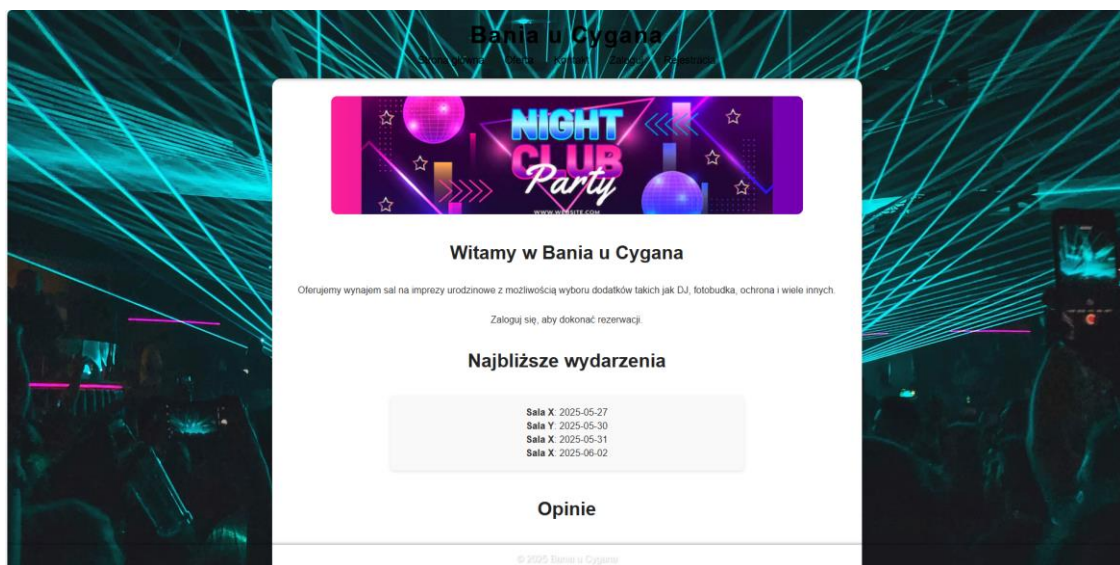 Bania u Cygana
Strona główna Oferta Kontakt Zaloguj Rejestracja
NIGHT
CLUB
Party
WWW.WEBSITE.COM
Witamy w Bania u Cygana
Oferujemy wynajem sal na imprezy urodzinowe z możliwością wyboru dodatków takich jak DJ, fotobudka, ochrona i wiele innych.
Zaloguj się, aby dokonać rezerwacji.
Najbliższe wydarzenia
Sala X: 2025-05-27
Sala Y: 2025-05-30
Sala X: 2025-05-31
Sala X: 2025-06-02
Opinie
© 2025 Bania u Cygana